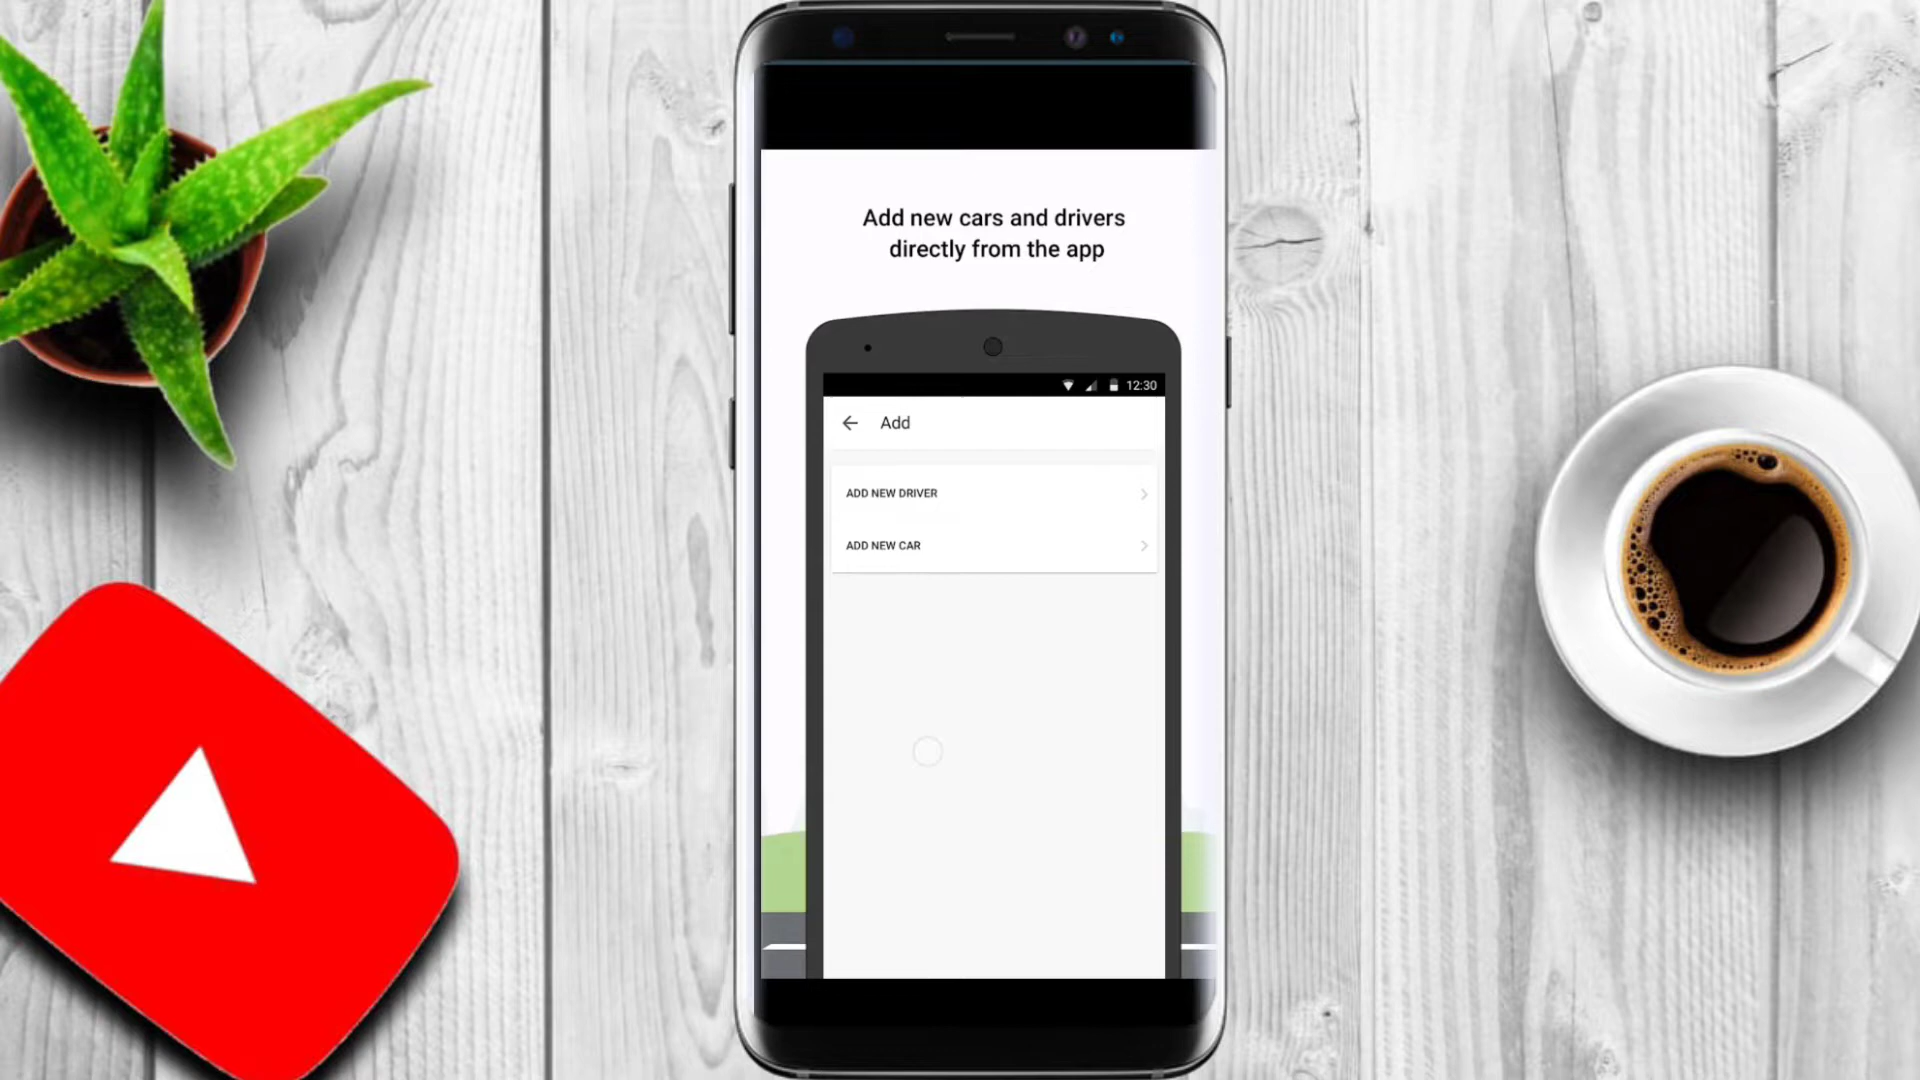 Add new cars and drivers
directly from the app
12:30
Add
ADD NEW DRIVER
ADD NEW CAR